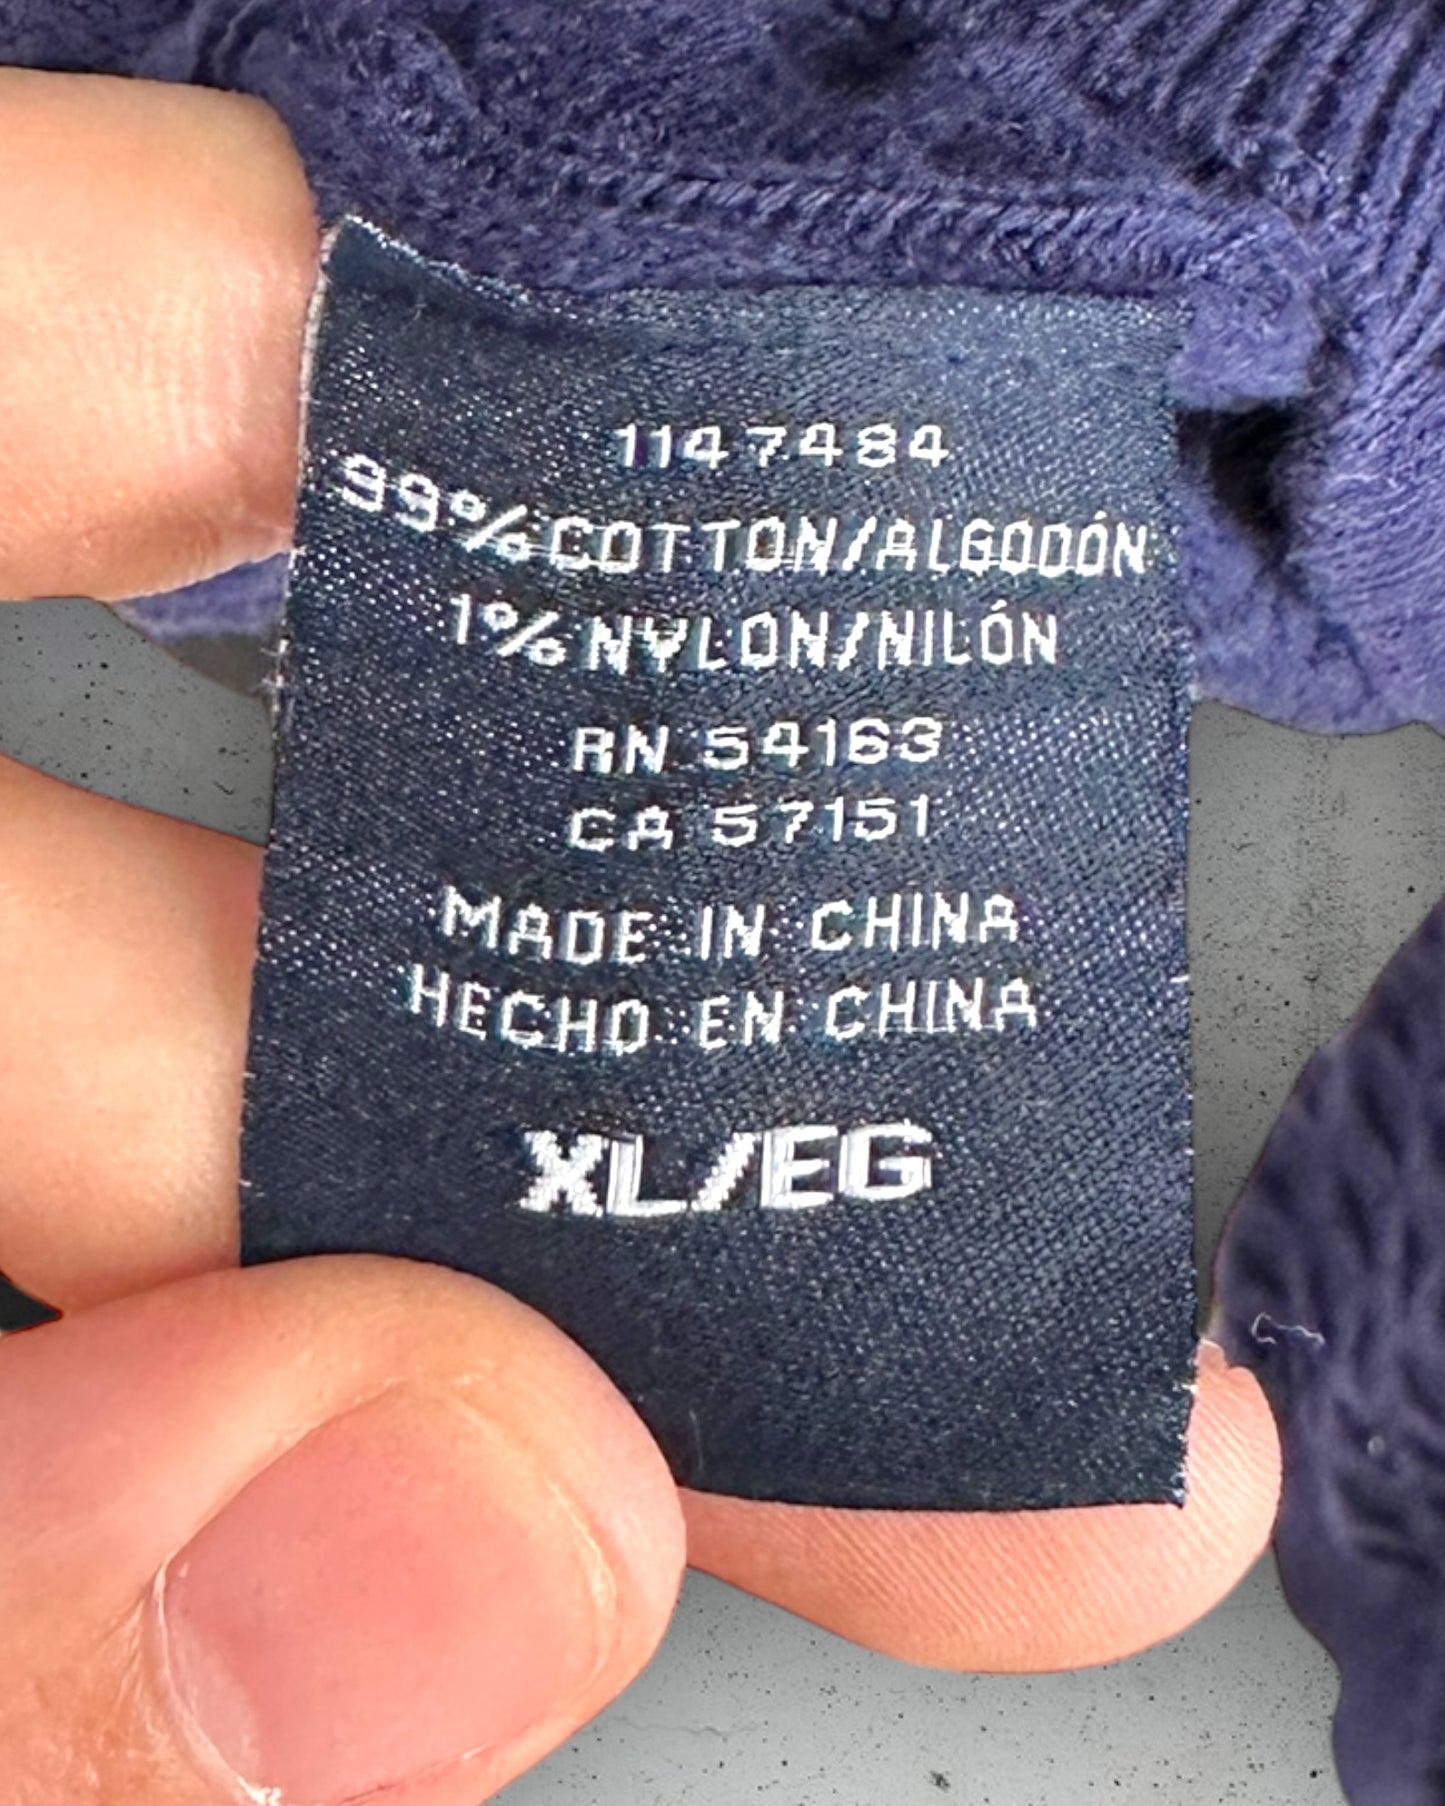 1147484
99% COTTON/ALGODÓN
1% NYLON/NILÓN
RN 54163
CA 57151
MADE IN CHINA
HECHO EN CHINA
XL/EG